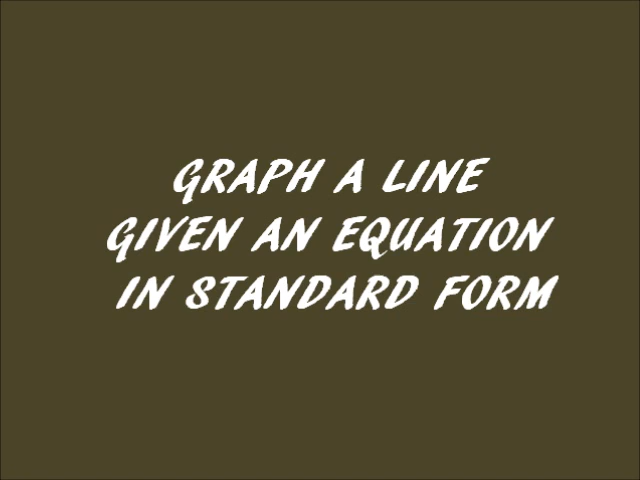 GRAPH A LINE
GIVEN AN EQUATION
IN STANDARD FORM